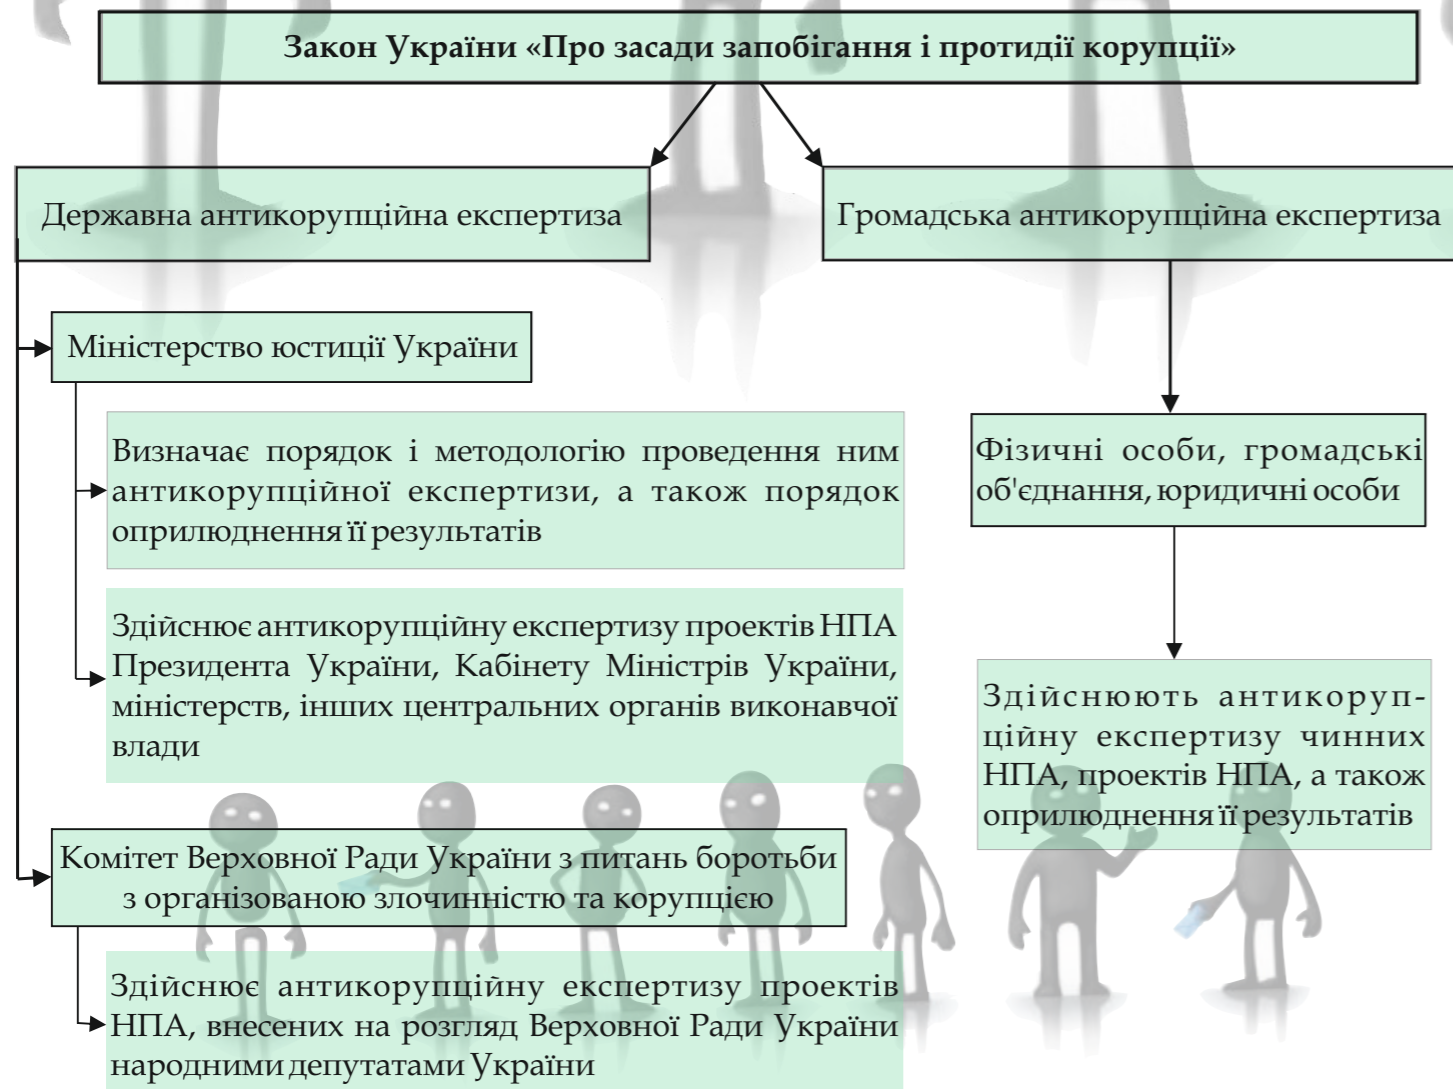 Закон України «Про засади запобігання і протидії корупції»
Державна антикорупційна експертиза
Громадська антикорупційна експертиза
Міністерство юстиції України
Визначає порядок і методологію проведення ним
антикорупційної експертизи, а також порядок
оприлюднення її результатів
Здійснює антикорупційну експертизу проектів НПА
Президента України, Кабінету Міністрів України,
міністерств, інших центральних органів виконавчої
влади
Комітет Верховної Ради України з питань боротьби
з організованою злочинністю та корупцією
Здійснює антикорупційну експертизу проектів
НПА, внесених на розгляд Верховної Ради України
народними депутатами України
Фізичні особи, громадські
об'єднання, юридичні особи
Здійснюють антикоруп-
ційну експертизу чинних
НПА, проектів НПА, а також
оприлюднення її результатів